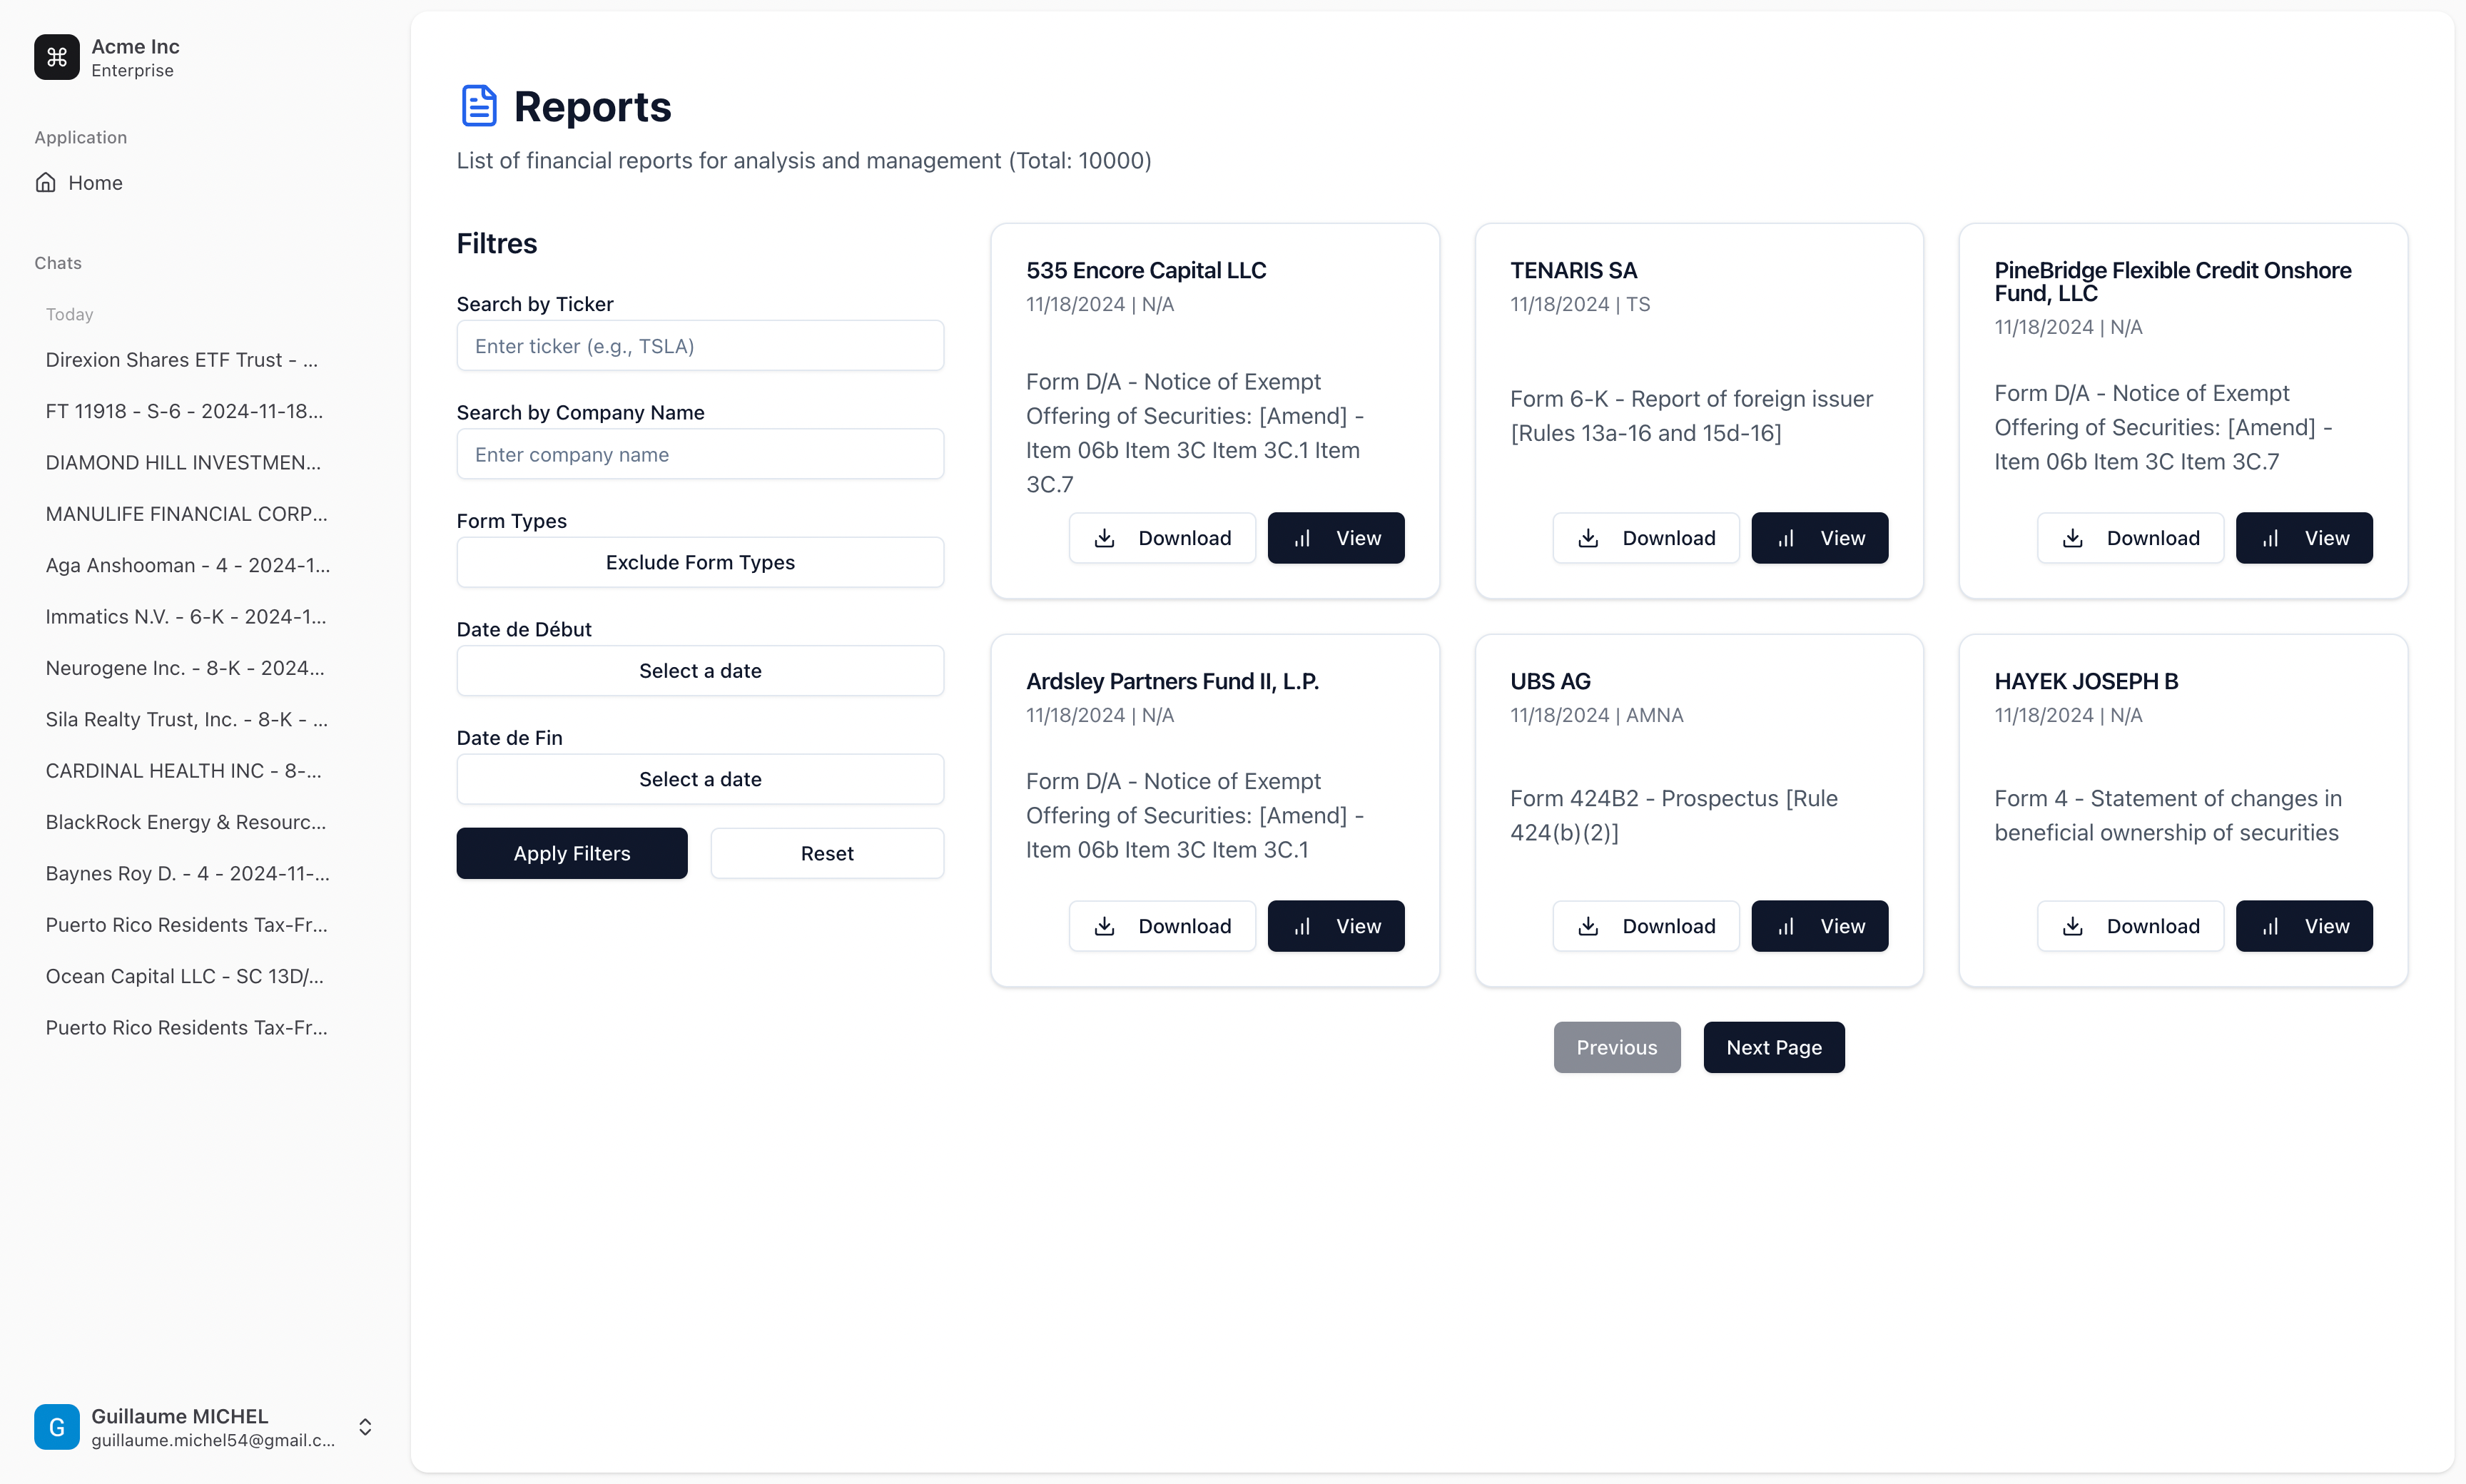 Acme Inc
Enterprise
Application
Home
Chats
Today
Direxion Shares ETF Trust - ...
FT 11918 - S-6 - 2024-11-18...
DIAMOND HILL INVESTMEN...
MANULIFE FINANCIAL CORP...
Aga Anshooman - 4 - 2024-1...
Immatics N.V. - 6-K - 2024-1...
Neurogene Inc. - 8-K - 2024...
Sila Realty Trust, Inc. - 8-K - ...
CARDINAL HEALTH INC - 8-...
BlackRock Energy & Resourc...
Baynes Roy D. - 4 - 2024-11-...
Puerto Rico Residents Tax-Fr...
Ocean Capital LLC - SC 13D/...
Puerto Rico Residents Tax-Fr...
G
Guillaume MICHEL
guillaume.michel54@gmail.c...
Reports
List of financial reports for analysis and management (Total: 10000)
Filtres
Search by Ticker
Enter ticker (e.g., TSLA)
Search by Company Name
Enter company name
Form Types
Exclude Form Types
Date de Début
Select a date
Date de Fin
Select a date
Apply Filters
Reset
535 Encore Capital LLC
11/18/2024 | N/A
Form D/A - Notice of Exempt
Offering of Securities: [Amend] -
Item 06b Item 3C Item 3C.1 Item
3C.7
Download
View
TENARIS SA
11/18/2024 | TS
Form 6-K - Report of foreign issuer
[Rules 13a-16 and 15d-16]
Download
View
PineBridge Flexible Credit Onshore
Fund, LLC
11/18/2024 | N/A
Form D/A - Notice of Exempt
Offering of Securities: [Amend] -
Item 06b Item 3C Item 3C.7
Download
View
Ardsley Partners Fund II, L.P.
11/18/2024 | N/A
Form D/A - Notice of Exempt
Offering of Securities: [Amend] -
Item 06b Item 3C Item 3C.1
Download
View
UBS AG
11/18/2024 | AMNA
Form 424B2 - Prospectus [Rule
424(b)(2)]
Download
View
HAYEK JOSEPH B
11/18/2024 | N/A
Form 4 - Statement of changes in
beneficial ownership of securities
Download
View
Previous
Next Page